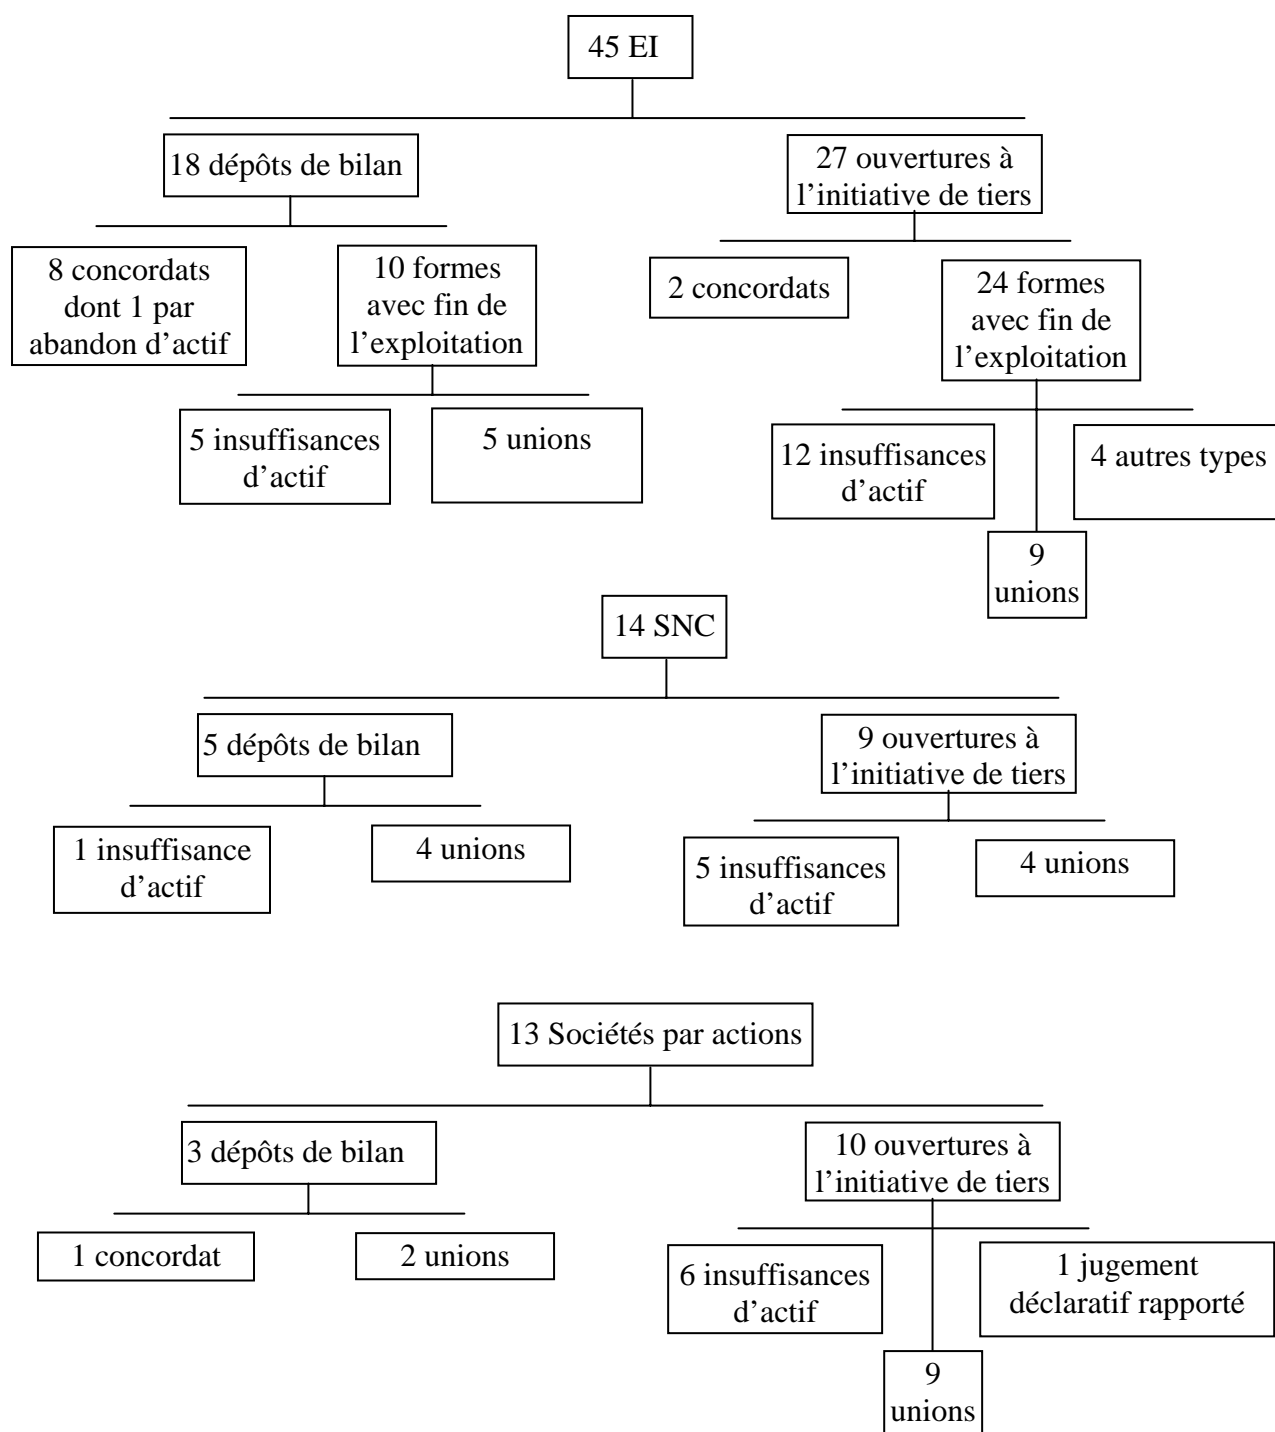 45 EI
18 dépôts de bilan
27 ouvertures à
l’initiative de tiers
8 concordats
dont 1 par
abandon d’actif
10 formes
avec fin de
l’exploitation
2 concordats
24 formes
avec fin de
l’exploitation
5 insuffisances
d’actif
5 unions
12 insuffisances
d’actif
4 autres types
9
unions
14 SNC
5 dépôts de bilan
9 ouvertures à
l’initiative de tiers
1 insuffisance
d’actif
4 unions
5 insuffisances
d’actif
4 unions
13 Sociétés par actions
3 dépôts de bilan
10 ouvertures à
l’initiative de tiers
1 concordat
2 unions
6 insuffisances
d’actif
1 jugement
déclaratif rapporté
9
unions